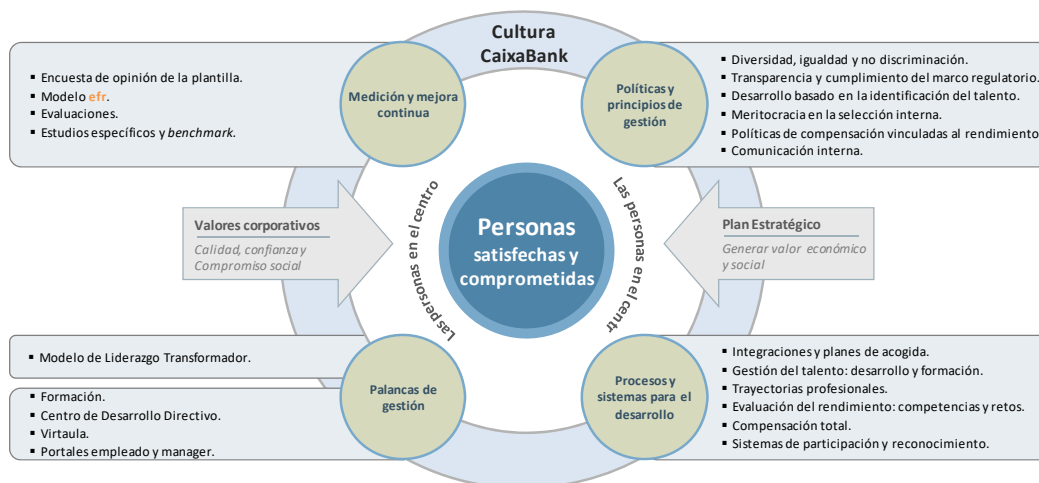 Cultura
CaixaBank
▪ Encuesta de opinión de la plantilla.
▪ Modelo efr.
▪ Evaluaciones.
▪ Estudios específicos y benchmark.
Medición y mejora
continua
Políticas y
principios de
gestión
▪ Diversidad, igualdad y no discriminación.
▪ Transparencia y cumplimiento del marco regulatorio.
▪ Desarrollo basado en la identificación del talento.
▪ Meritocracia en la selección interna.
▪ Políticas de compensación vinculadas al rendimiento
▪ Comunicación interna.
Valores corporativos
Calidad, confianza y
Compromiso social
Las personas en el centro
Personas
satisfechas y
comprometidas
Las personas en el centr
Plan Estratégico
Generar valor económico
y social
▪ Modelo de Liderazgo Transformador.
▪ Formación.
▪ Centro de Desarrollo Directivo.
▪ Virtaula.
▪ Portales empleado y manager.
Palancas de
gestión
Procesos y
sistemas para el
desarrollo
▪ Integraciones y planes de acogida.
▪ Gestión del talento: desarrollo y formación.
▪ Trayectorias profesionales.
▪ Evaluación del rendimiento: competencias y retos.
▪ Compensación total.
▪ Sistemas de participación y reconocimiento.